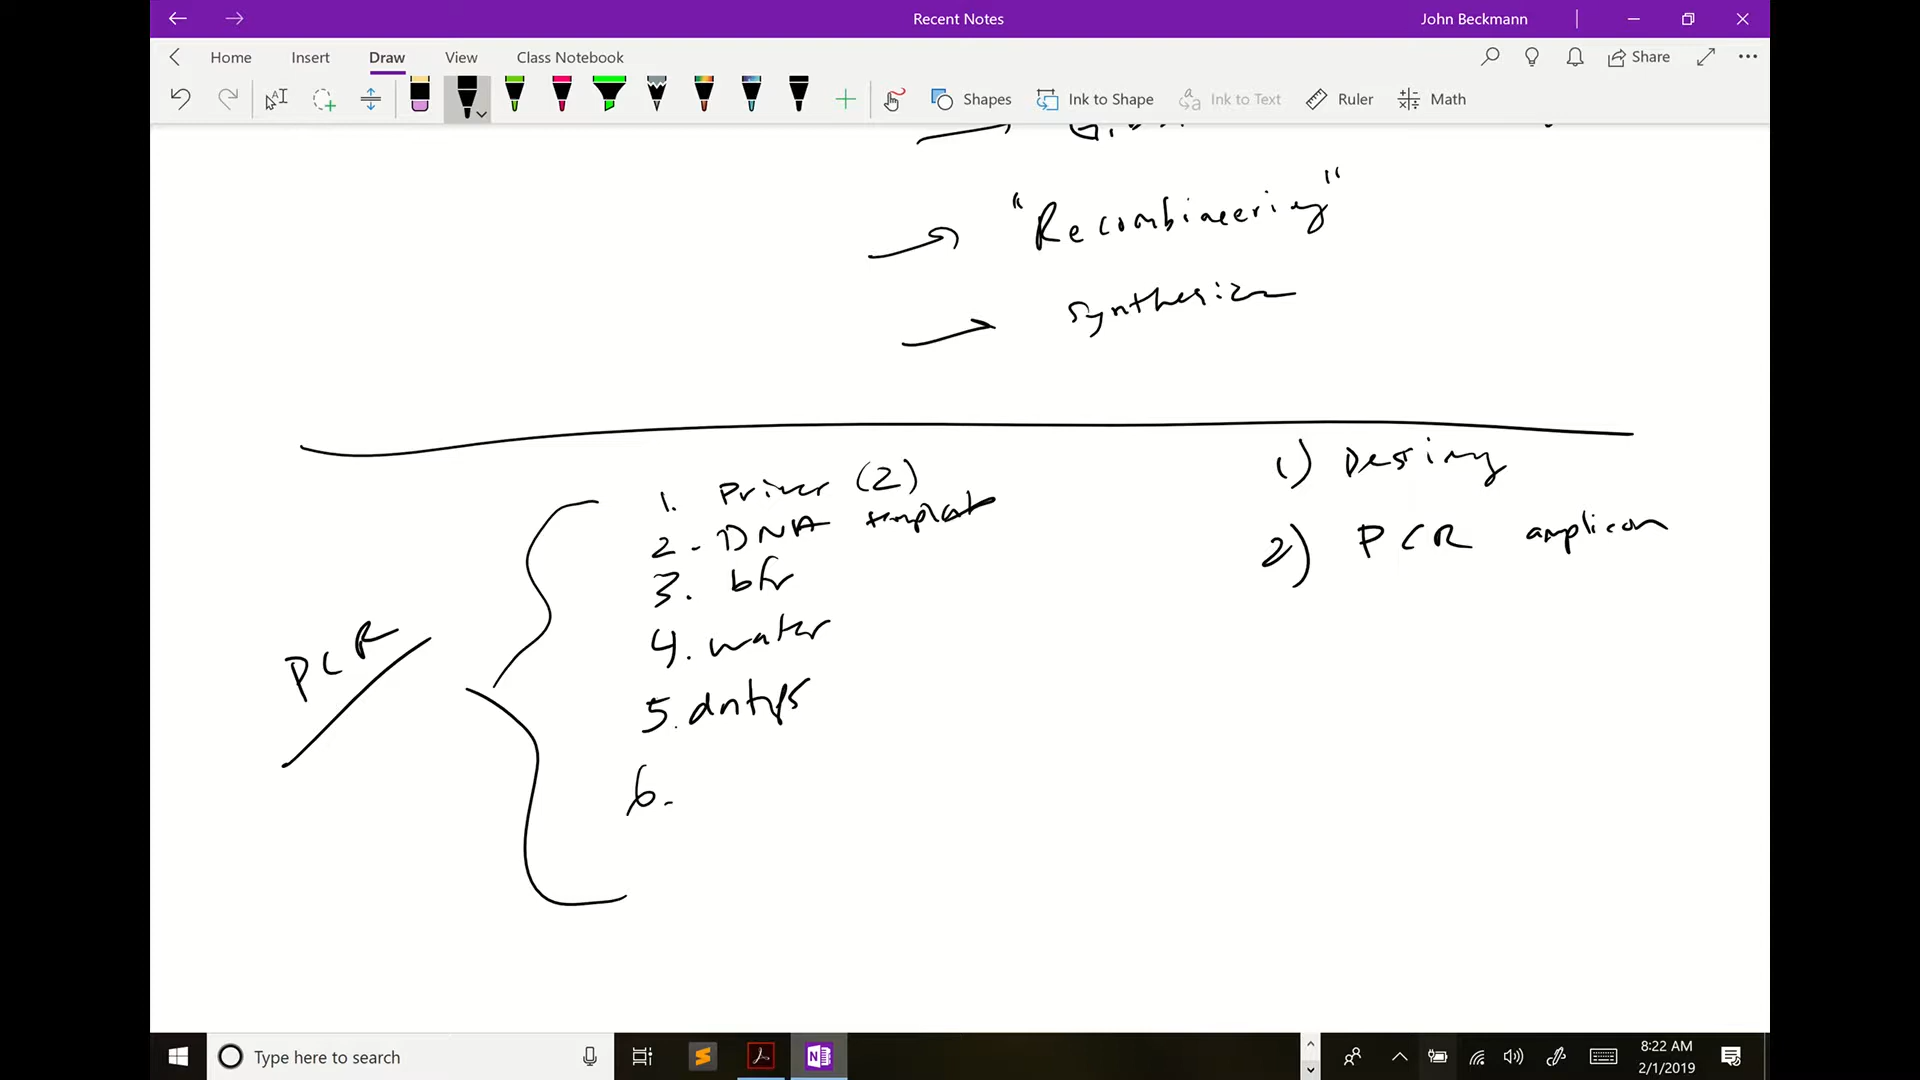 Recent Notes
John Beckmann
Home Insert Draw View Class Notebook
Share
Shapes Ink to Shape Ink to Text Ruler Math
"Recombineering"
Synthesize
1) Destiny
2) PCR amplicon
PCR
1. Primer (2)
2. DNA template
3. bfr
4. water
5. dntps
6.
Type here to search
8:22 AM
2/1/2019